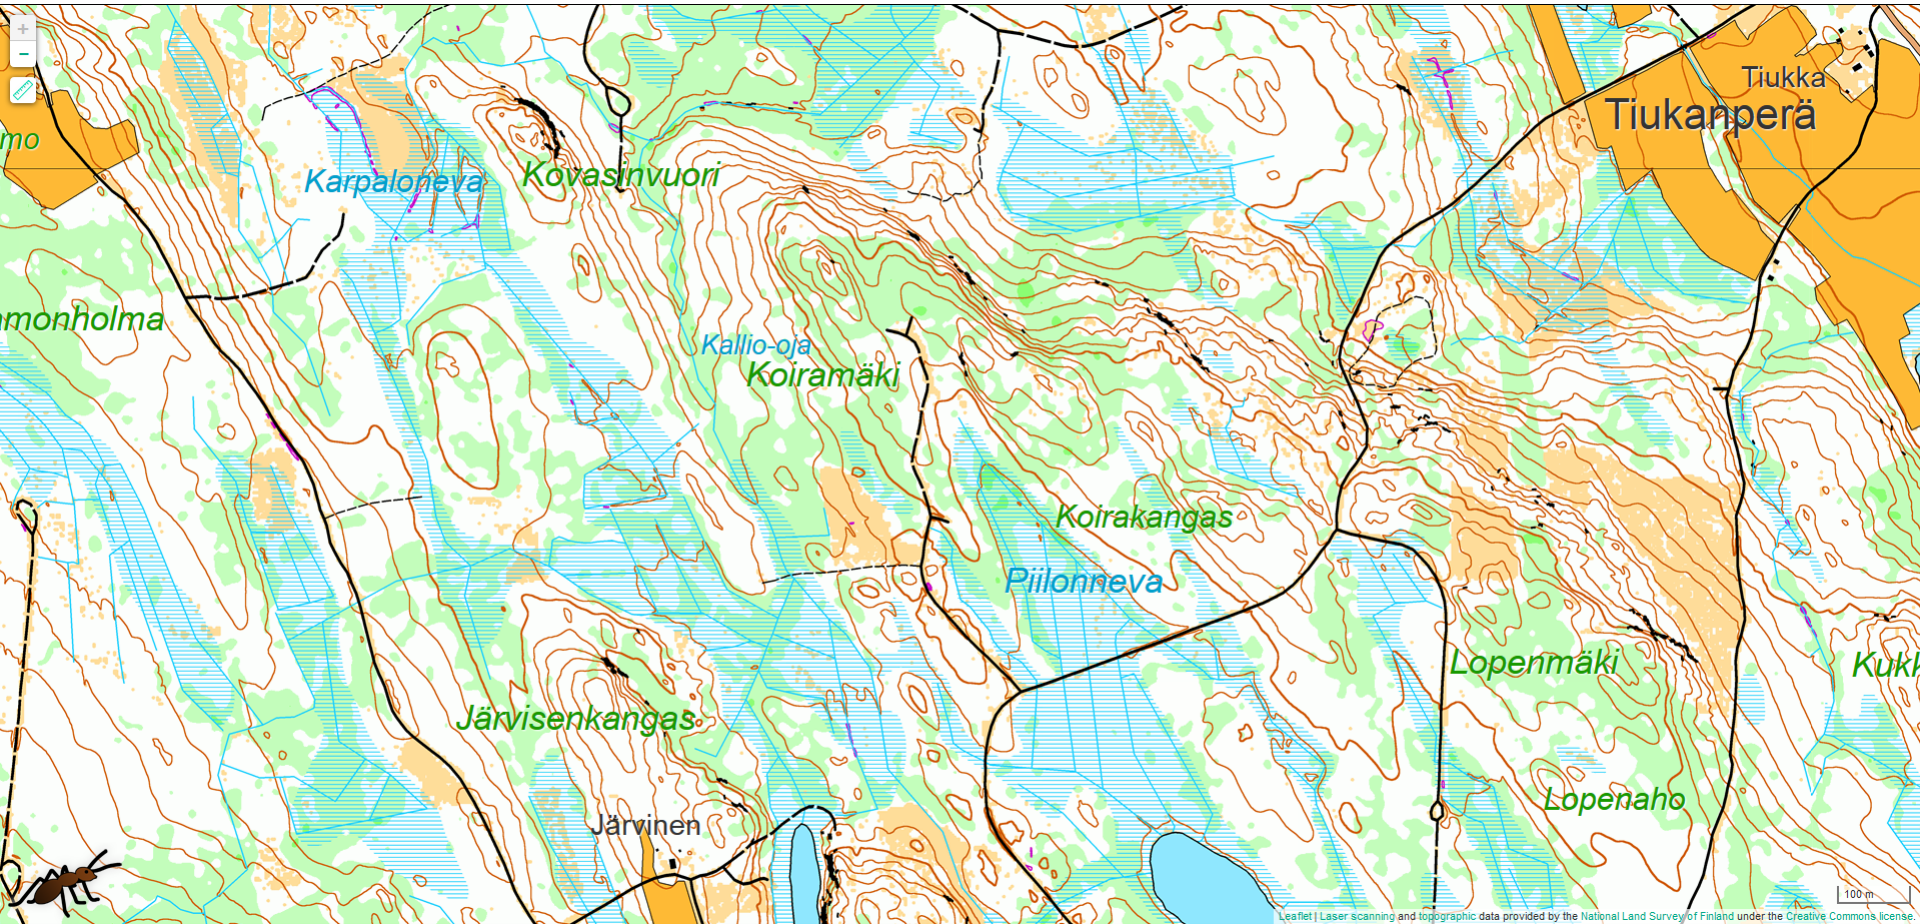 +
−
Tiukka
Tiukanperä
mo
Karpaloneva
Kovasinvuori
monholma
Kallio-oja
Koiramäki
Koirakangas
Piilonneva
Lopenmäki
Kukk
Järvisenkangas
Lopenaho
Järvinen
100 m
Leaflet | Laser scanning and topographic data provided by the National Land Survey of Finland under the Creative Commons license.